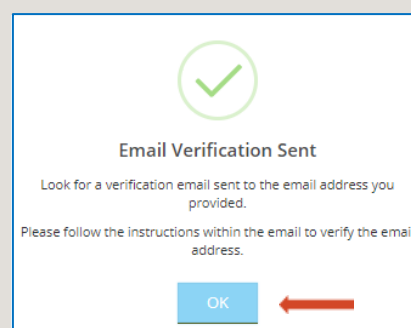 Email Verification Sent
Look for a verification email sent to the email address you
provided.
Please follow the instructions within the email to verify the emai
address.
OK